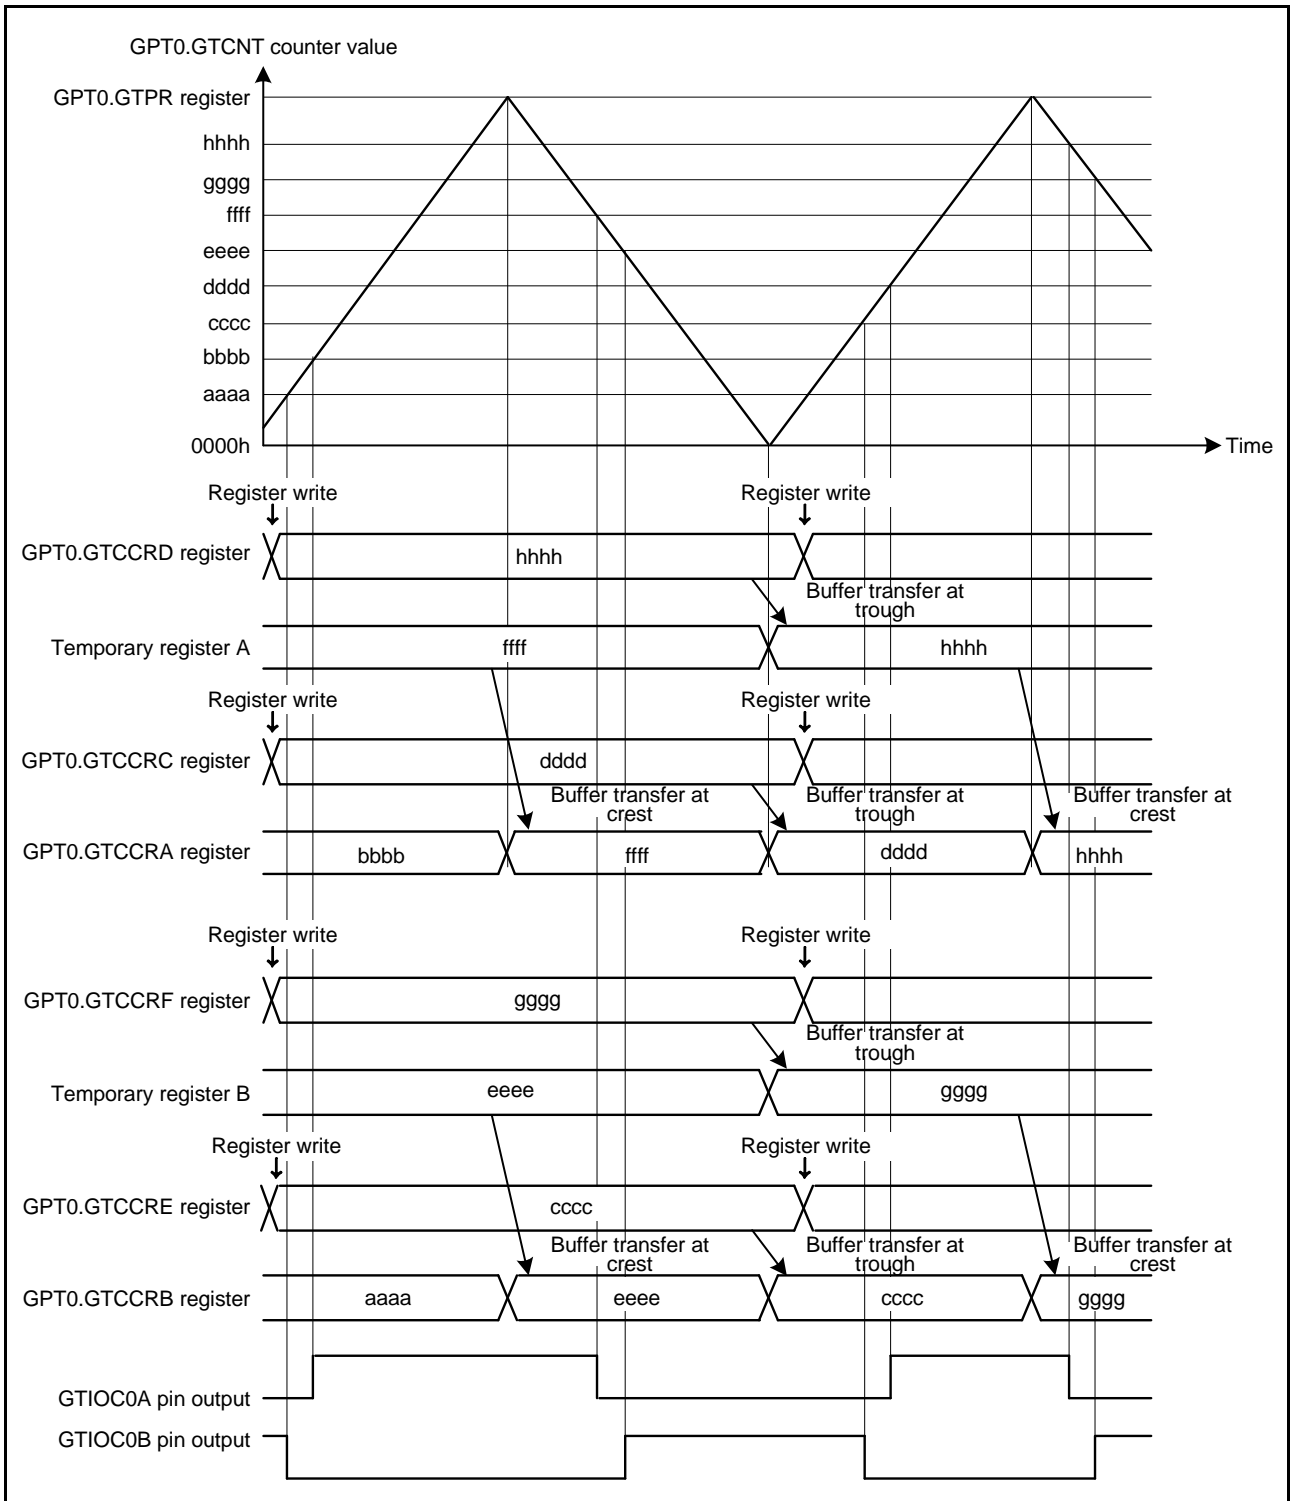 GPT0.GTCNT counter value
GPT0.GTPR register
hhhh
gggg
ffff
eeee
dddd
cccc
bbbb
aaaa
0000h
Time
Register write
Register write
GPT0.GTCCRD register
hhhh
Buffer transfer at
trough
Temporary register A
ffff
hhhh
Register write
Register write
GPT0.GTCCRC register
dddd
Buffer transfer at
crest
Buffer transfer at
trough
Buffer transfer at
crest
GPT0.GTCCRA register
bbbb
ffff
dddd
hhhh
Register write
Register write
GPT0.GTCCRF register
gggg
Buffer transfer at
trough
Temporary register B
eeee
gggg
Register write
Register write
GPT0.GTCCRE register
cccc
Buffer transfer at
crest
Buffer transfer at
trough
Buffer transfer at
crest
GPT0.GTCCRB register
aaaa
eeee
cccc
gggg
GTIOC0A pin output
GTIOC0B pin output